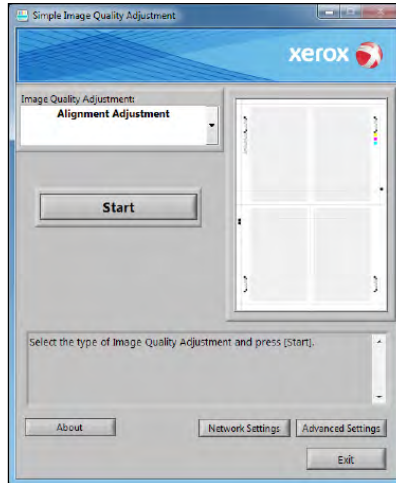 Simple Image Quality Adjustment
xerox
Image Quality Adjustment:
Alignment Adjustment
Start
Select the type of Image Quality Adjustment and press [Start].
About
Network Settings
Advanced Settings
Exit